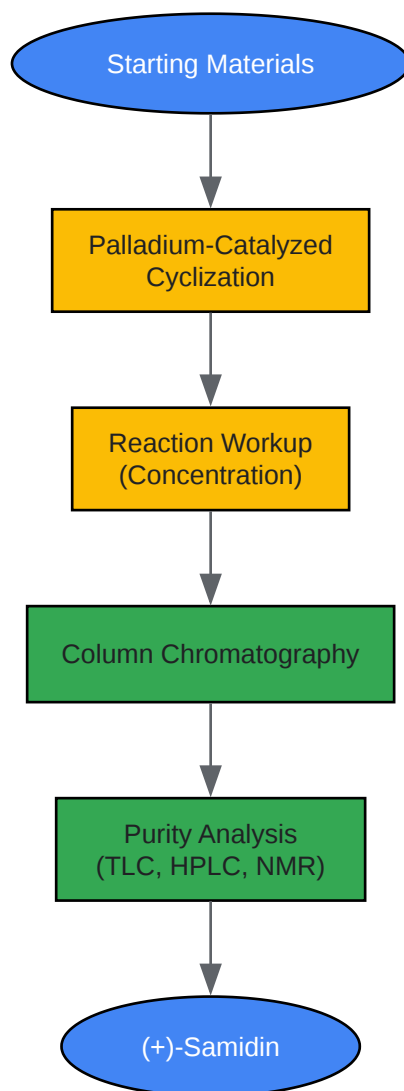 Starting Materials
Palladium-Catalyzed
Cyclization
Reaction Workup
(Concentration)
Column Chromatography
Purity Analysis
(TLC, HPLC, NMR)
(+)-Samidin